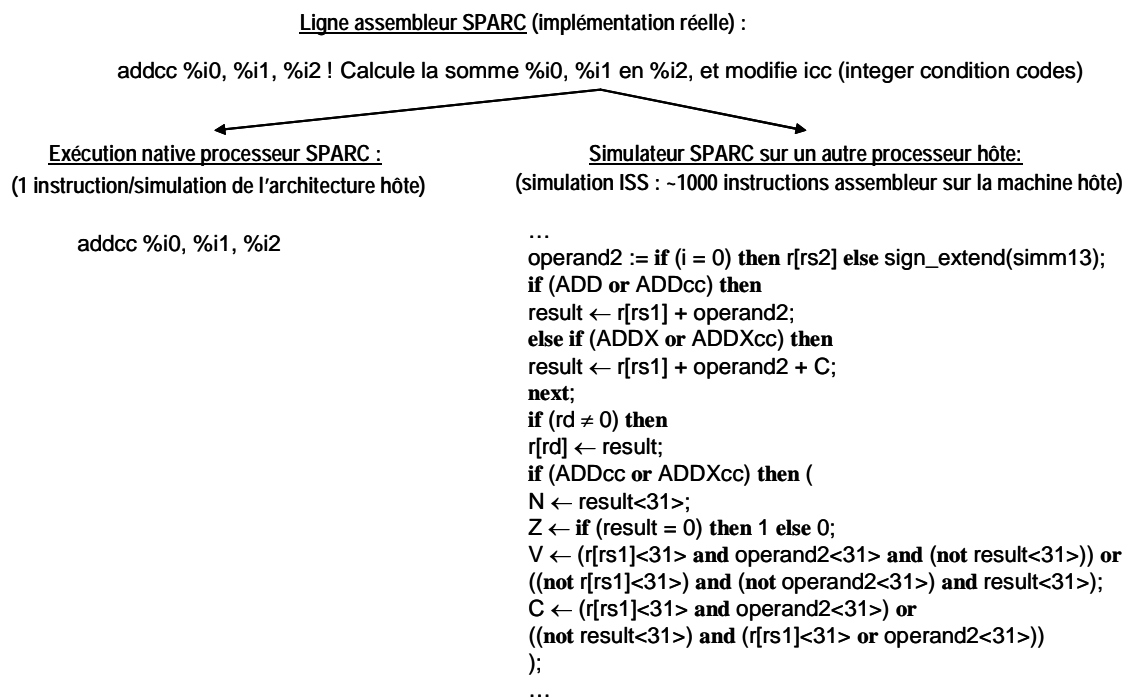 Ligne assembleur SPARC (implémentation réelle) :
addcc %i0, %i1, %i2 ! Calcule la somme %i0, %i1 en %i2, et modifie icc (integer condition codes)
Exécution native processeur SPARC :
(1 instruction/simulation de l'architecture hôte)
addcc %i0, %i1, %i2
Simulateur SPARC sur un autre processeur hôte:
(simulation ISS : ~1000 instructions assembleur sur la machine hôte)
…
operand2 := if (i = 0) then r[rs2] else sign_extend(simm13);
if (ADD or ADDcc) then
result ← r[rs1] + operand2;
else if (ADDX or ADDXcc) then
result ← r[rs1] + operand2 + C;
next;
if (rd ≠ 0) then
r[rd] ← result;
if (ADDcc or ADDXcc) then (
N ← result<31>;
Z ← if (result = 0) then 1 else 0;
V ← (r[rs1]<31> and operand2<31> and (not result<31>)) or
((not r[rs1]<31>) and (not operand2<31>) and result<31>);
C ← (r[rs1]<31> and operand2<31>) or
((not result<31>) and (r[rs1]<31> or operand2<31>))
);
…